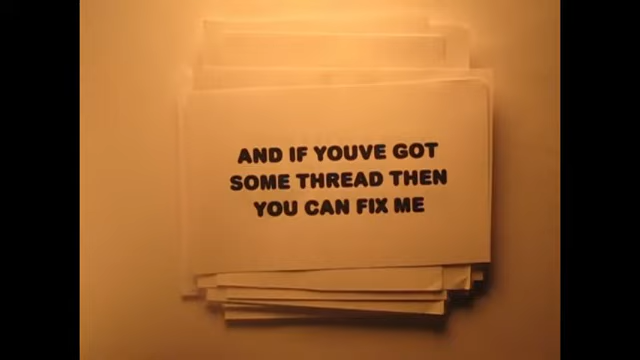 AND IF YOUVE GOT
SOME THREAD THEN
YOU CAN FIX ME